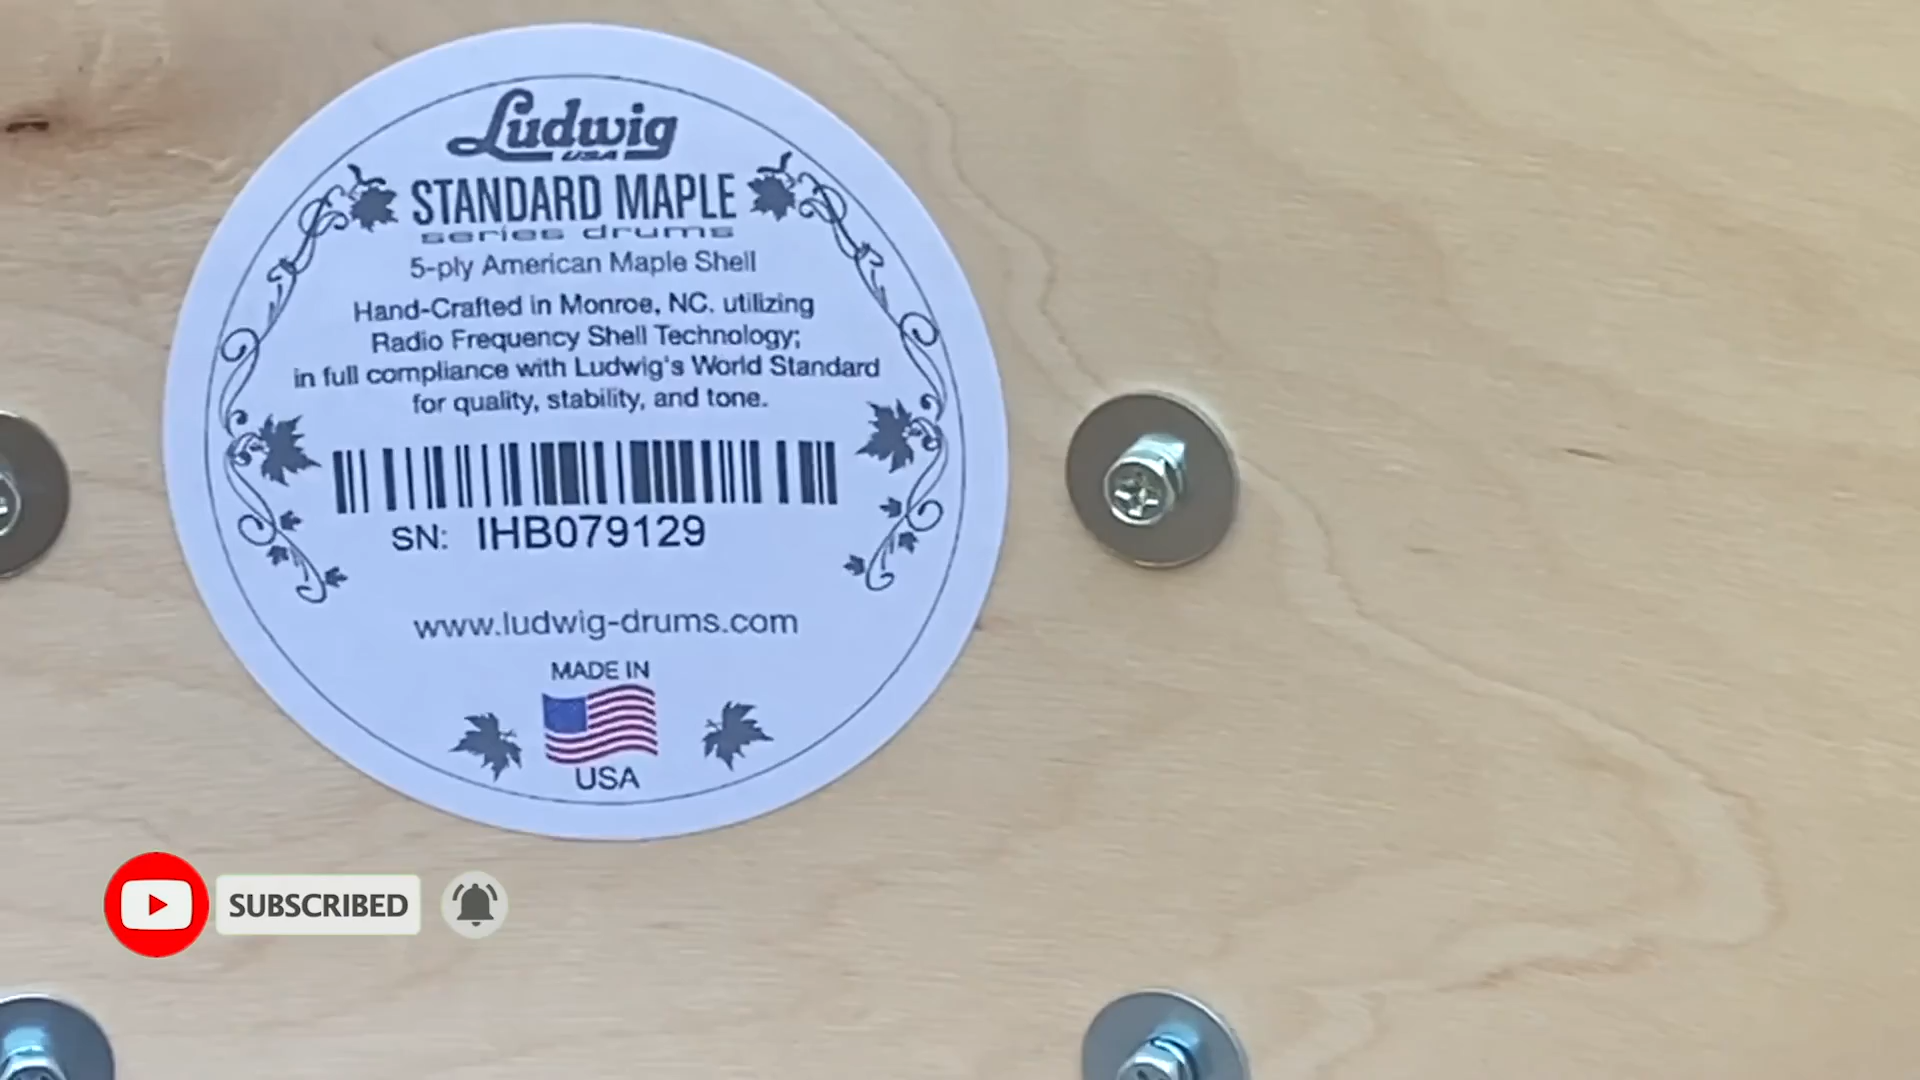 Ludwig
USA
STANDARD MAPLE
series drums
5-ply American Maple Shell
Hand-Crafted in Monroe, NC. utilizing
Radio Frequency Shell Technology;
in full compliance with Ludwig's World Standard
for quality, stability, and tone.
SN: IHB079129
www.ludwig-drums.com
MADE IN
USA
SUBSCRIBED